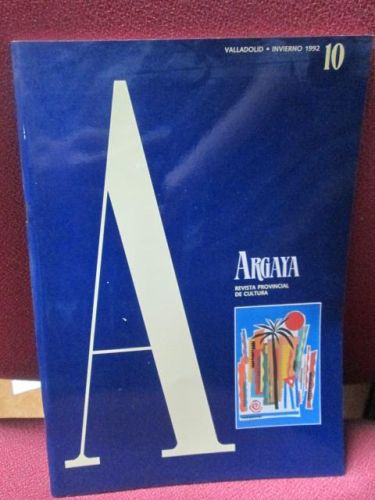 VALLADOLID • INVIERNO 1992 10
A
ARGAYA
REVISTA PROVINCIAL
DE CULTURA